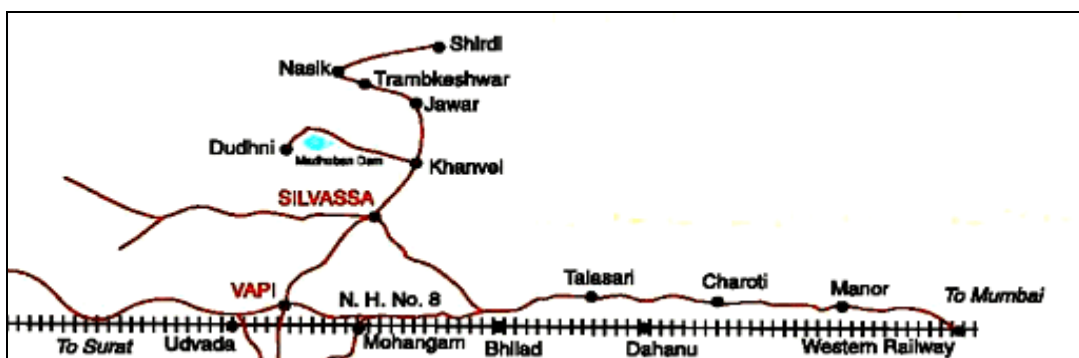 Shirdi
Nasik
Trambkeshwar
Jawar
Dudhni
Madhuban Dam
Khanvel
SILVASSA
VAPI
N. H. No. 8
Talasari
Charoti
Manor
To Mumbai
To Surat
Udvada
Mohangam
Bhilad
Dahanu
Western Railway